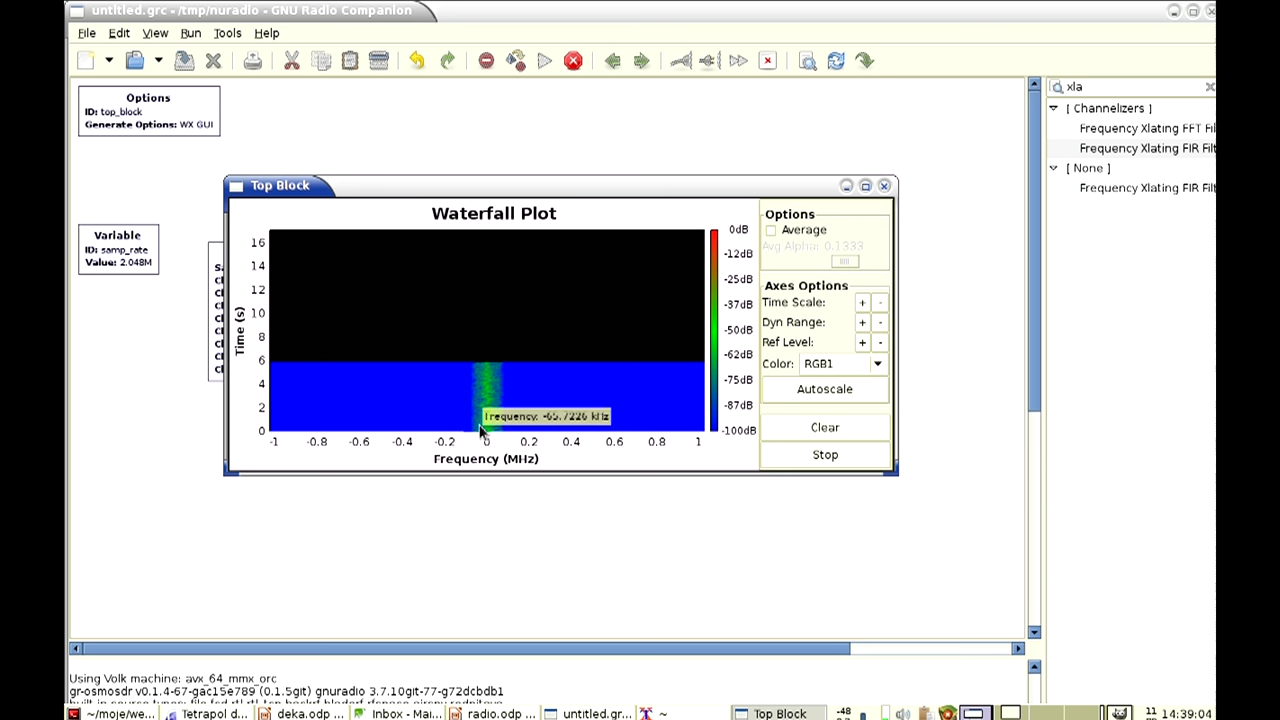 untitled.grc - /tmp/nuradio - GNU Radio Companion
File Edit View Run Tools Help
Options
ID: top_block
Generate Options: WX GUI
Variable
ID: samp_rate
Value: 2.048M
xla
[ Channelizers ]
Frequency Xlating FFT Fil
Frequency Xlating FIR Filt
[ None ]
Frequency Xlating FIR Filt
Top Block
Waterfall Plot
16
14
12
10
8
6
4
2
0
Time (s)
-1 -0.8 -0.6 -0.4 -0.2 0 0.2 0.4 0.6 0.8 1
Frequency (MHz)
Frequency: -65.7226 kHz
0dB
-12dB
-25dB
-37dB
-50dB
-62dB
-75dB
-87dB
-100dB
Options
Average
Avg Alpha: 0.1333
Axes Options
Time Scale: + -
Dyn Range: + -
Ref Level: + -
Color: RGB1
Autoscale
Clear
Stop
Using Volk machine: avx_64_mmx_orc
gr-osmosdr v0.1.4-67-gac15e789 (0.1.5git) gnuradio 3.7.10git-77-g72dcbdb1
~/moje/we... Tetrapol d... deka.odp ... Inbox - Mai... radio.odp ... untitled.gr... ~ Top Block -48 11 14:39:04